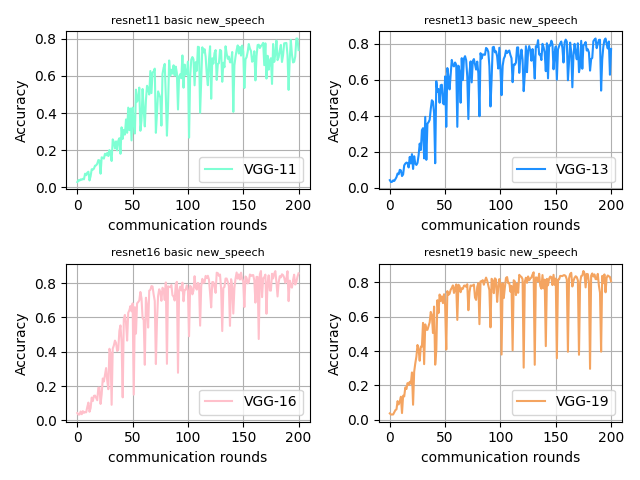 resnet11 basic new_speech
Accuracy
0.8
0.6
0.4
0.2
0.0
VGG-11
0 50 100 150 200
communication rounds
resnet13 basic new_speech
Accuracy
0.8
0.6
0.4
0.2
0.0
VGG-13
0 50 100 150 200
communication rounds
resnet16 basic new_speech
Accuracy
0.8
0.6
0.4
0.2
0.0
VGG-16
0 50 100 150 200
communication rounds
resnet19 basic new_speech
Accuracy
0.8
0.6
0.4
0.2
0.0
VGG-19
0 50 100 150 200
communication rounds